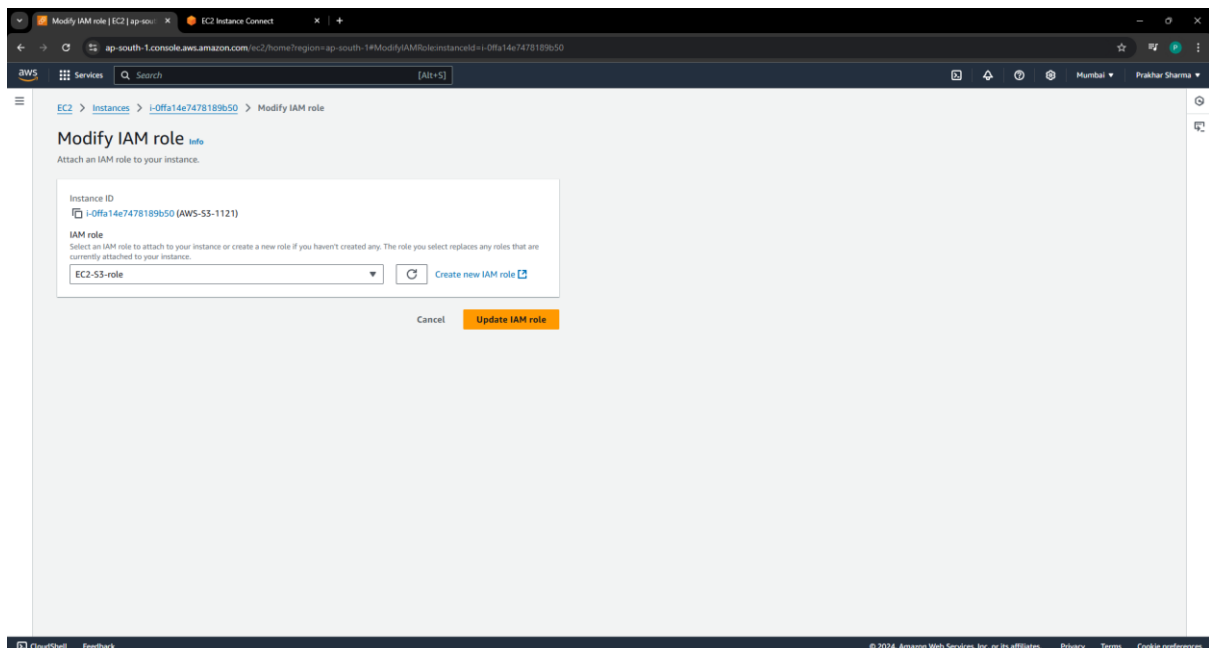 Modify IAM role | EC2 | ap-sout
EC2 Instance Connect
ap-south-1.console.aws.amazon.com/ec2/home?region=ap-south-1#ModifyIAMRole:instanceId=i-0ffa14e7478189b50
P
aws
Services
Search
[Alt+S]
Mumbai
Prakhar Sharma
EC2 > Instances > i-0ffa14e7478189b50 > Modify IAM role
Modify IAM role Info
Attach an IAM role to your instance.
Instance ID
i-0ffa14e7478189b50 (AWS-S3-1121)
IAM role
Select an IAM role to attach to your instance or create a new role if you haven't created any. The role you select replaces any roles that are
currently attached to your instance.
EC2-S3-role
Create new IAM role
Cancel
Update IAM role
CloudShell
Feedback
© 2024, Amazon Web Services, Inc. or its affiliates.
Privacy
Terms
Cookie preferences